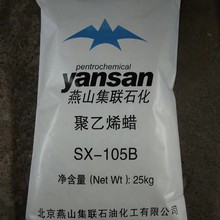 pentrochemical
yansan
燕山集联石化
聚乙烯蜡
SX-105B
净含量(Net Wt): 25kg
北京燕山集联石油化工有限公司